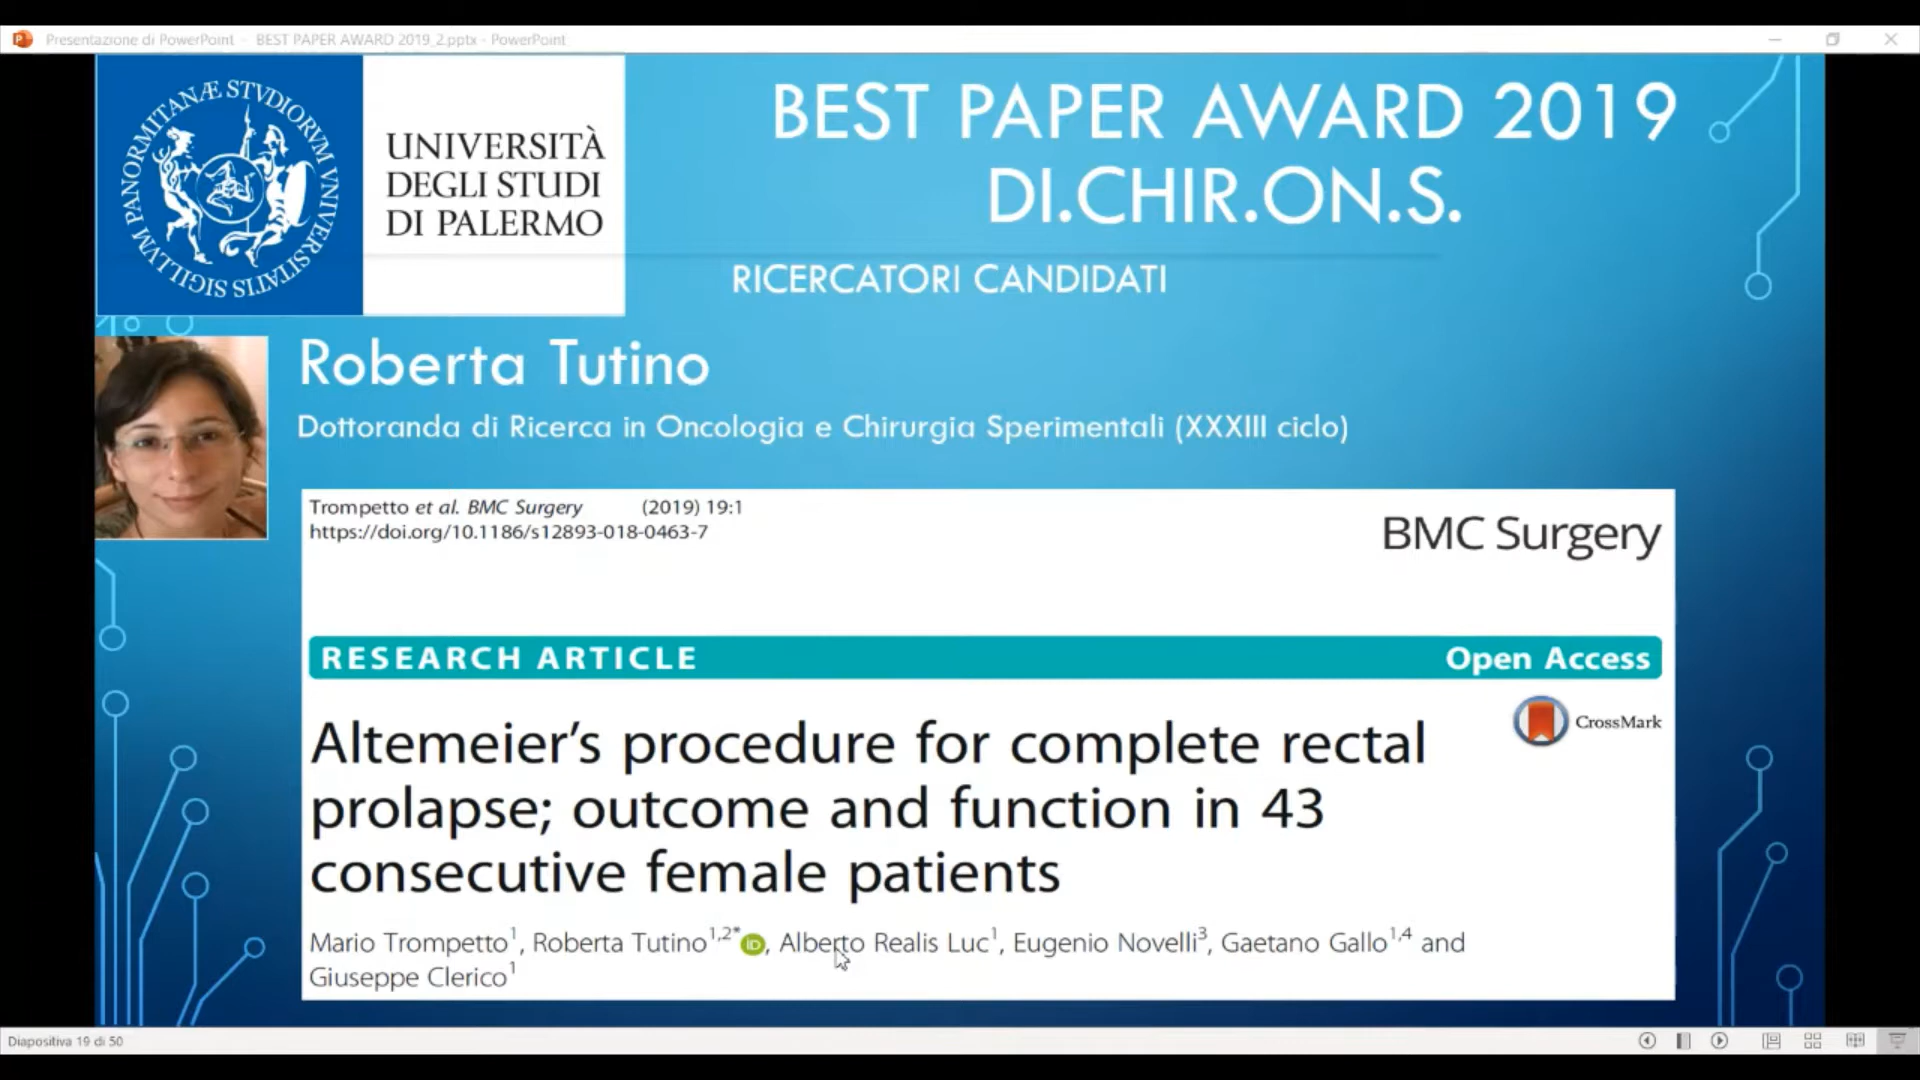 Presentazione di PowerPoint - BEST PAPER AWARD 2019_2.pptx - PowerPoint
SIGILLVM PANORMITANÆ STVDIORVM VNIVERSITATIS
UNIVERSITÀ
DEGLI STUDI
DI PALERMO
BEST PAPER AWARD 2019
DI.CHIR.ON.S.
RICERCATORI CANDIDATI
Roberta Tutino
Dottoranda di Ricerca in Oncologia e Chirurgia Sperimentali (XXXIII ciclo)
Trompetto et al. BMC Surgery (2019) 19:1
https://doi.org/10.1186/s12893-018-0463-7
BMC Surgery
RESEARCH ARTICLE Open Access
CrossMark
Altemeier’s procedure for complete rectal
prolapse; outcome and function in 43
consecutive female patients
Mario Trompetto1, Roberta Tutino1,2* iD, Alberto Realis Luc1, Eugenio Novelli3, Gaetano Gallo1,4 and
Giuseppe Clerico1
Diapositiva 19 di 50